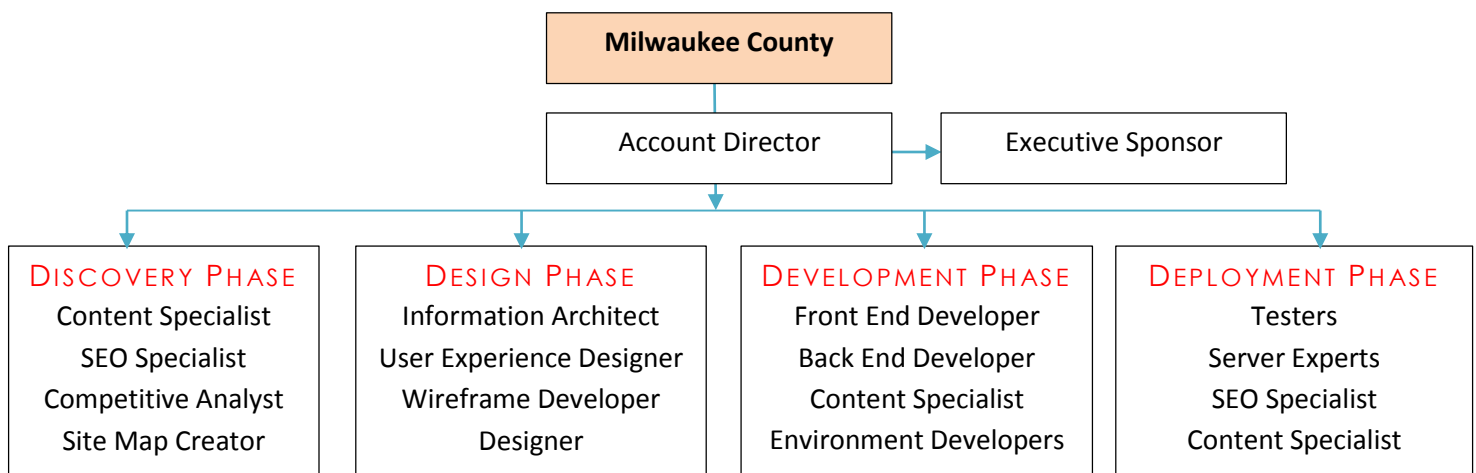 Milwaukee County
Account Director
Executive Sponsor
DISCOVERY PHASE
Content Specialist
SEO Specialist
Competitive Analyst
Site Map Creator
DESIGN PHASE
Information Architect
User Experience Designer
Wireframe Developer
Designer
DEVELOPMENT PHASE
Front End Developer
Back End Developer
Content Specialist
Environment Developers
DEPLOYMENT PHASE
Testers
Server Experts
SEO Specialist
Content Specialist